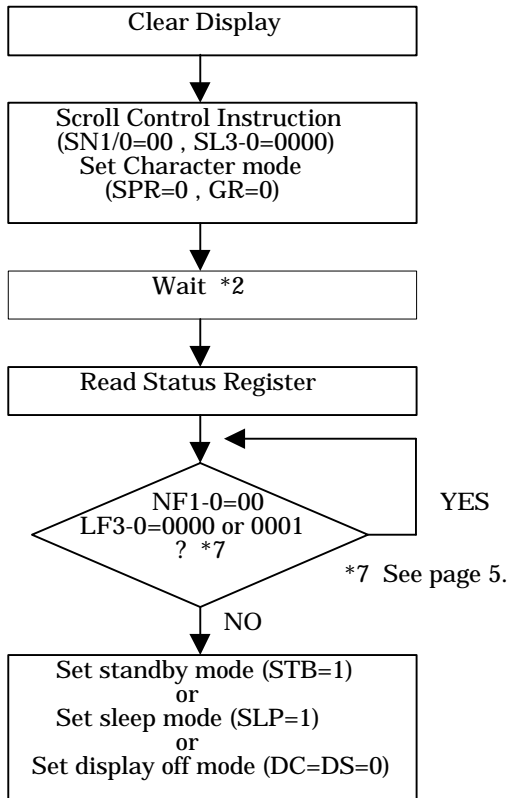 Clear Display
Scroll Control Instruction
(SN1/0=00 , SL3-0=0000)
Set Character mode
(SPR=0 , GR=0)
Wait *2
Read Status Register
NF1-0=00
LF3-0=0000 or 0001
? *7
YES
*7 See page 5.
NO
Set standby mode (STB=1)
or
Set sleep mode (SLP=1)
or
Set display off mode (DC=DS=0)